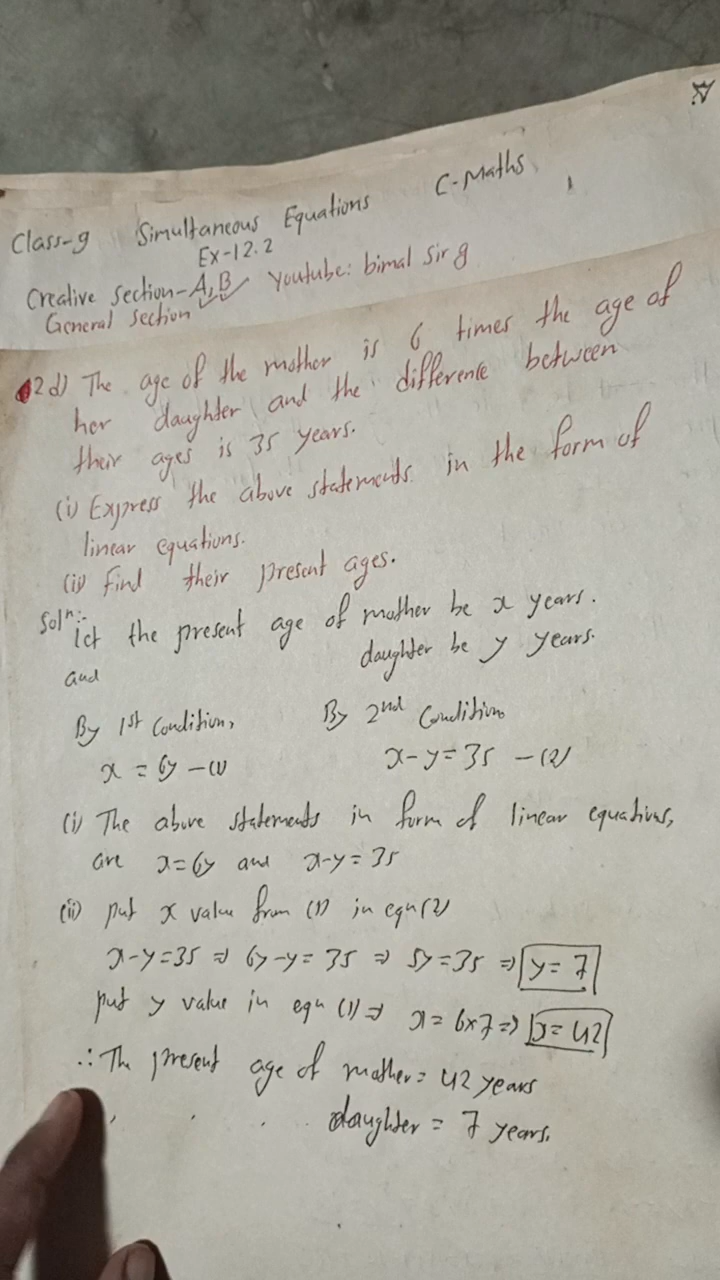 Class-9 Simultaneous Equations C-Maths
Ex-12.2
Creative Section-A,B Youtube: bimal Sir g
General Section
2d) The age of the mother is 6 times the age of
her daughter and the difference between
their ages is 35 years.
(i) Express the above statements in the form of
linear equations.
(ii) find their present ages.
Solⁿ:-
let the present age of mother be x years.
and daughter be y years.
By 1st Condition, By 2nd Condition
x = 6y -(1) x-y=35 -(2)
(i) The above statements in form of linear equations,
are x=6y and x-y=35
(ii) put x value from (1) in eqn(2)
x-y=35 ⇒ 6y-y=35 ⇒ 5y=35 ⇒ y=7
put y value in eqn (1) ⇒ x=6x7 ⇒ x=42
∴ The present age of mother = 42 years
, , . daughter = 7 years.